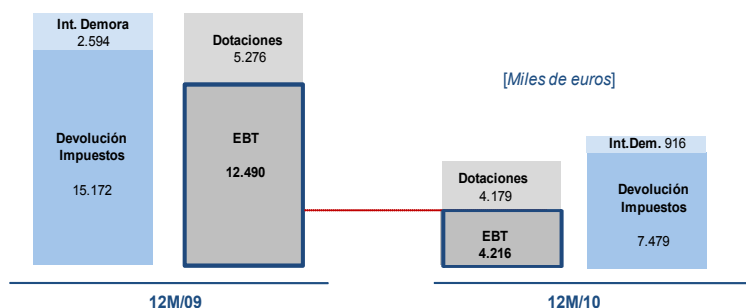 Int. Demora
2.594
Dotaciones
5.276
[Miles de euros]
Devolución
Impuestos
15.172
EBT
12.490
Int.Dem. 916
Dotaciones
4.179
Devolución
Impuestos
7.479
EBT
4.216
12M/09
12M/10